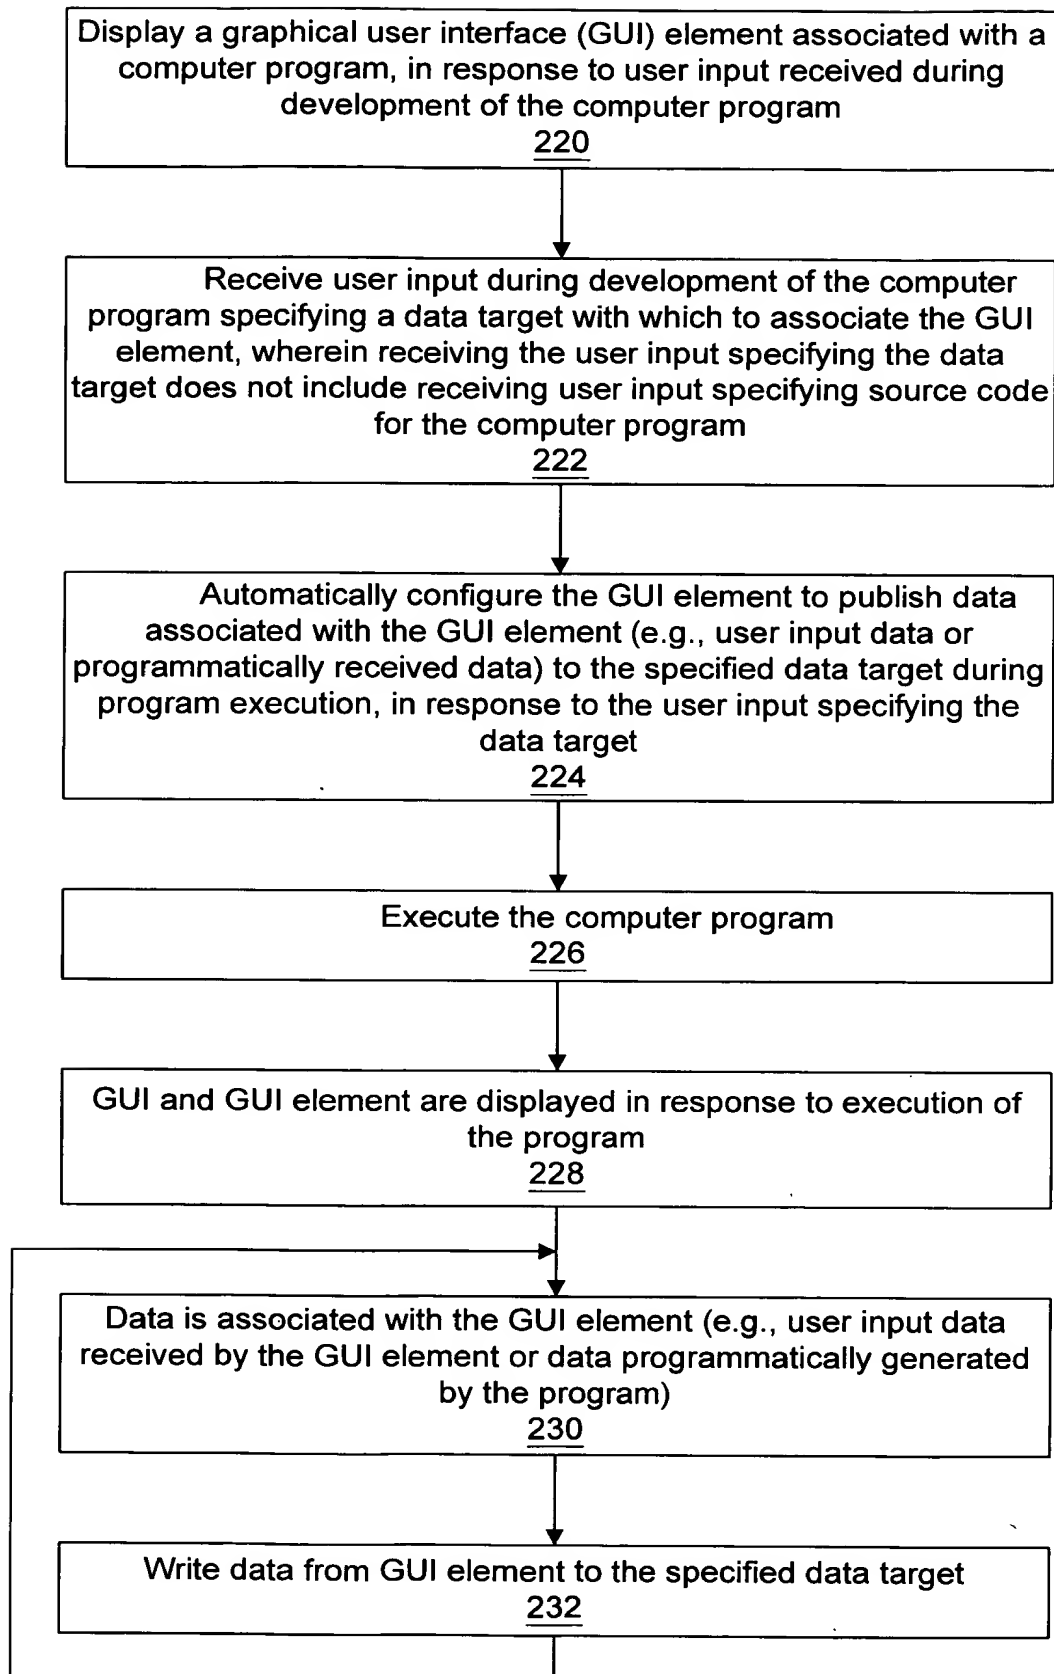 Display a graphical user interface (GUI) element associated with a
computer program, in response to user input received during
development of the computer program
220
Receive user input during development of the computer
program specifying a data target with which to associate the GUI
element, wherein receiving the user input specifying the data
target does not include receiving user input specifying source code
for the computer program
222
Automatically configure the GUI element to publish data
associated with the GUI element (e.g., user input data or
programmatically received data) to the specified data target during
program execution, in response to the user input specifying the
data target
224
Execute the computer program
226
GUI and GUI element are displayed in response to execution of
the program
228
Data is associated with the GUI element (e.g., user input data
received by the GUI element or data programmatically generated
by the program)
230
Write data from GUI element to the specified data target
232